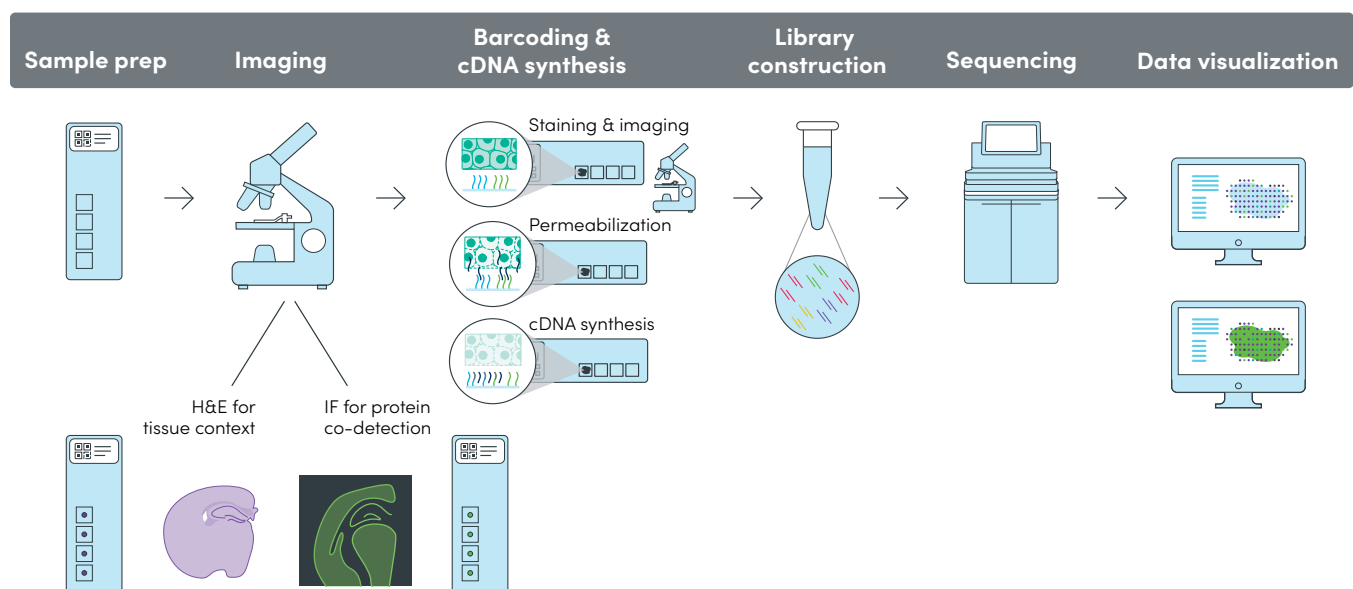 Sample prep
Imaging
Barcoding &
cDNA synthesis
Library
construction
Sequencing
Data visualization
Staining & imaging
Permeabilization
cDNA synthesis
H&E for
tissue context
IF for protein
co-detection